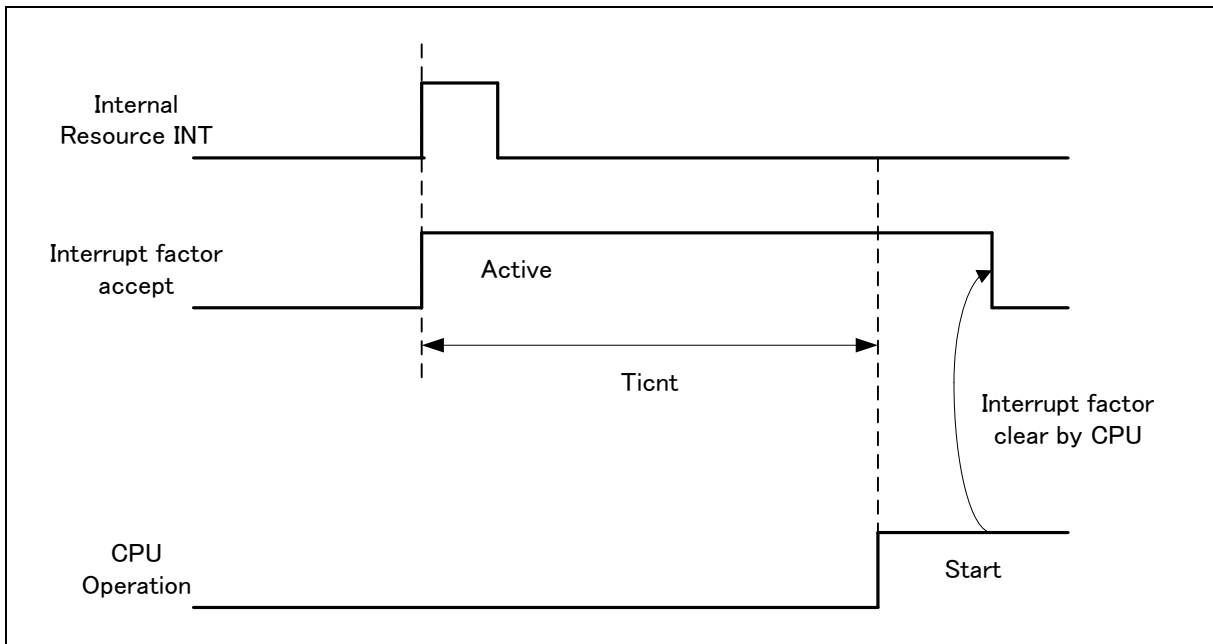 Internal
Resource INT
Interrupt factor
accept
Active
Ticnt
Interrupt factor
clear by CPU
CPU
Operation
Start